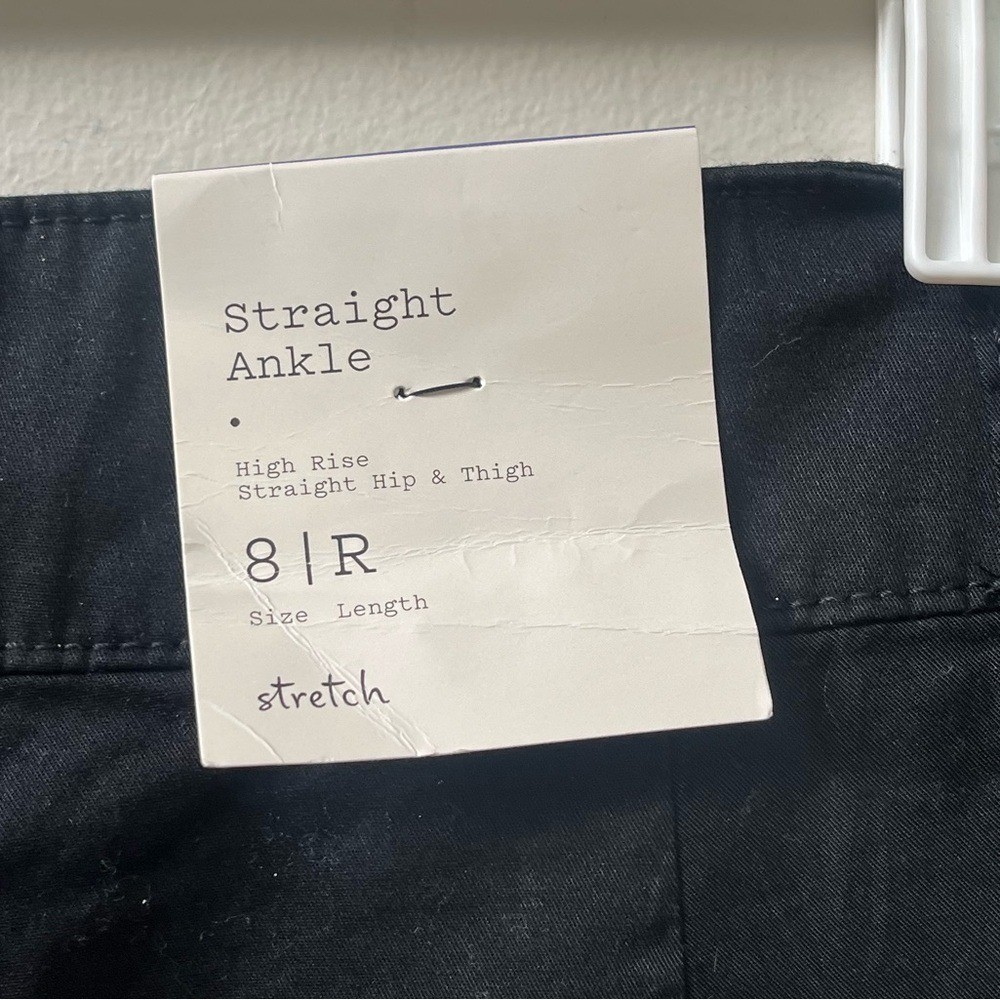 Straight
Ankle
•
High Rise
Straight Hip & Thigh
8|R
Size Length
stretch